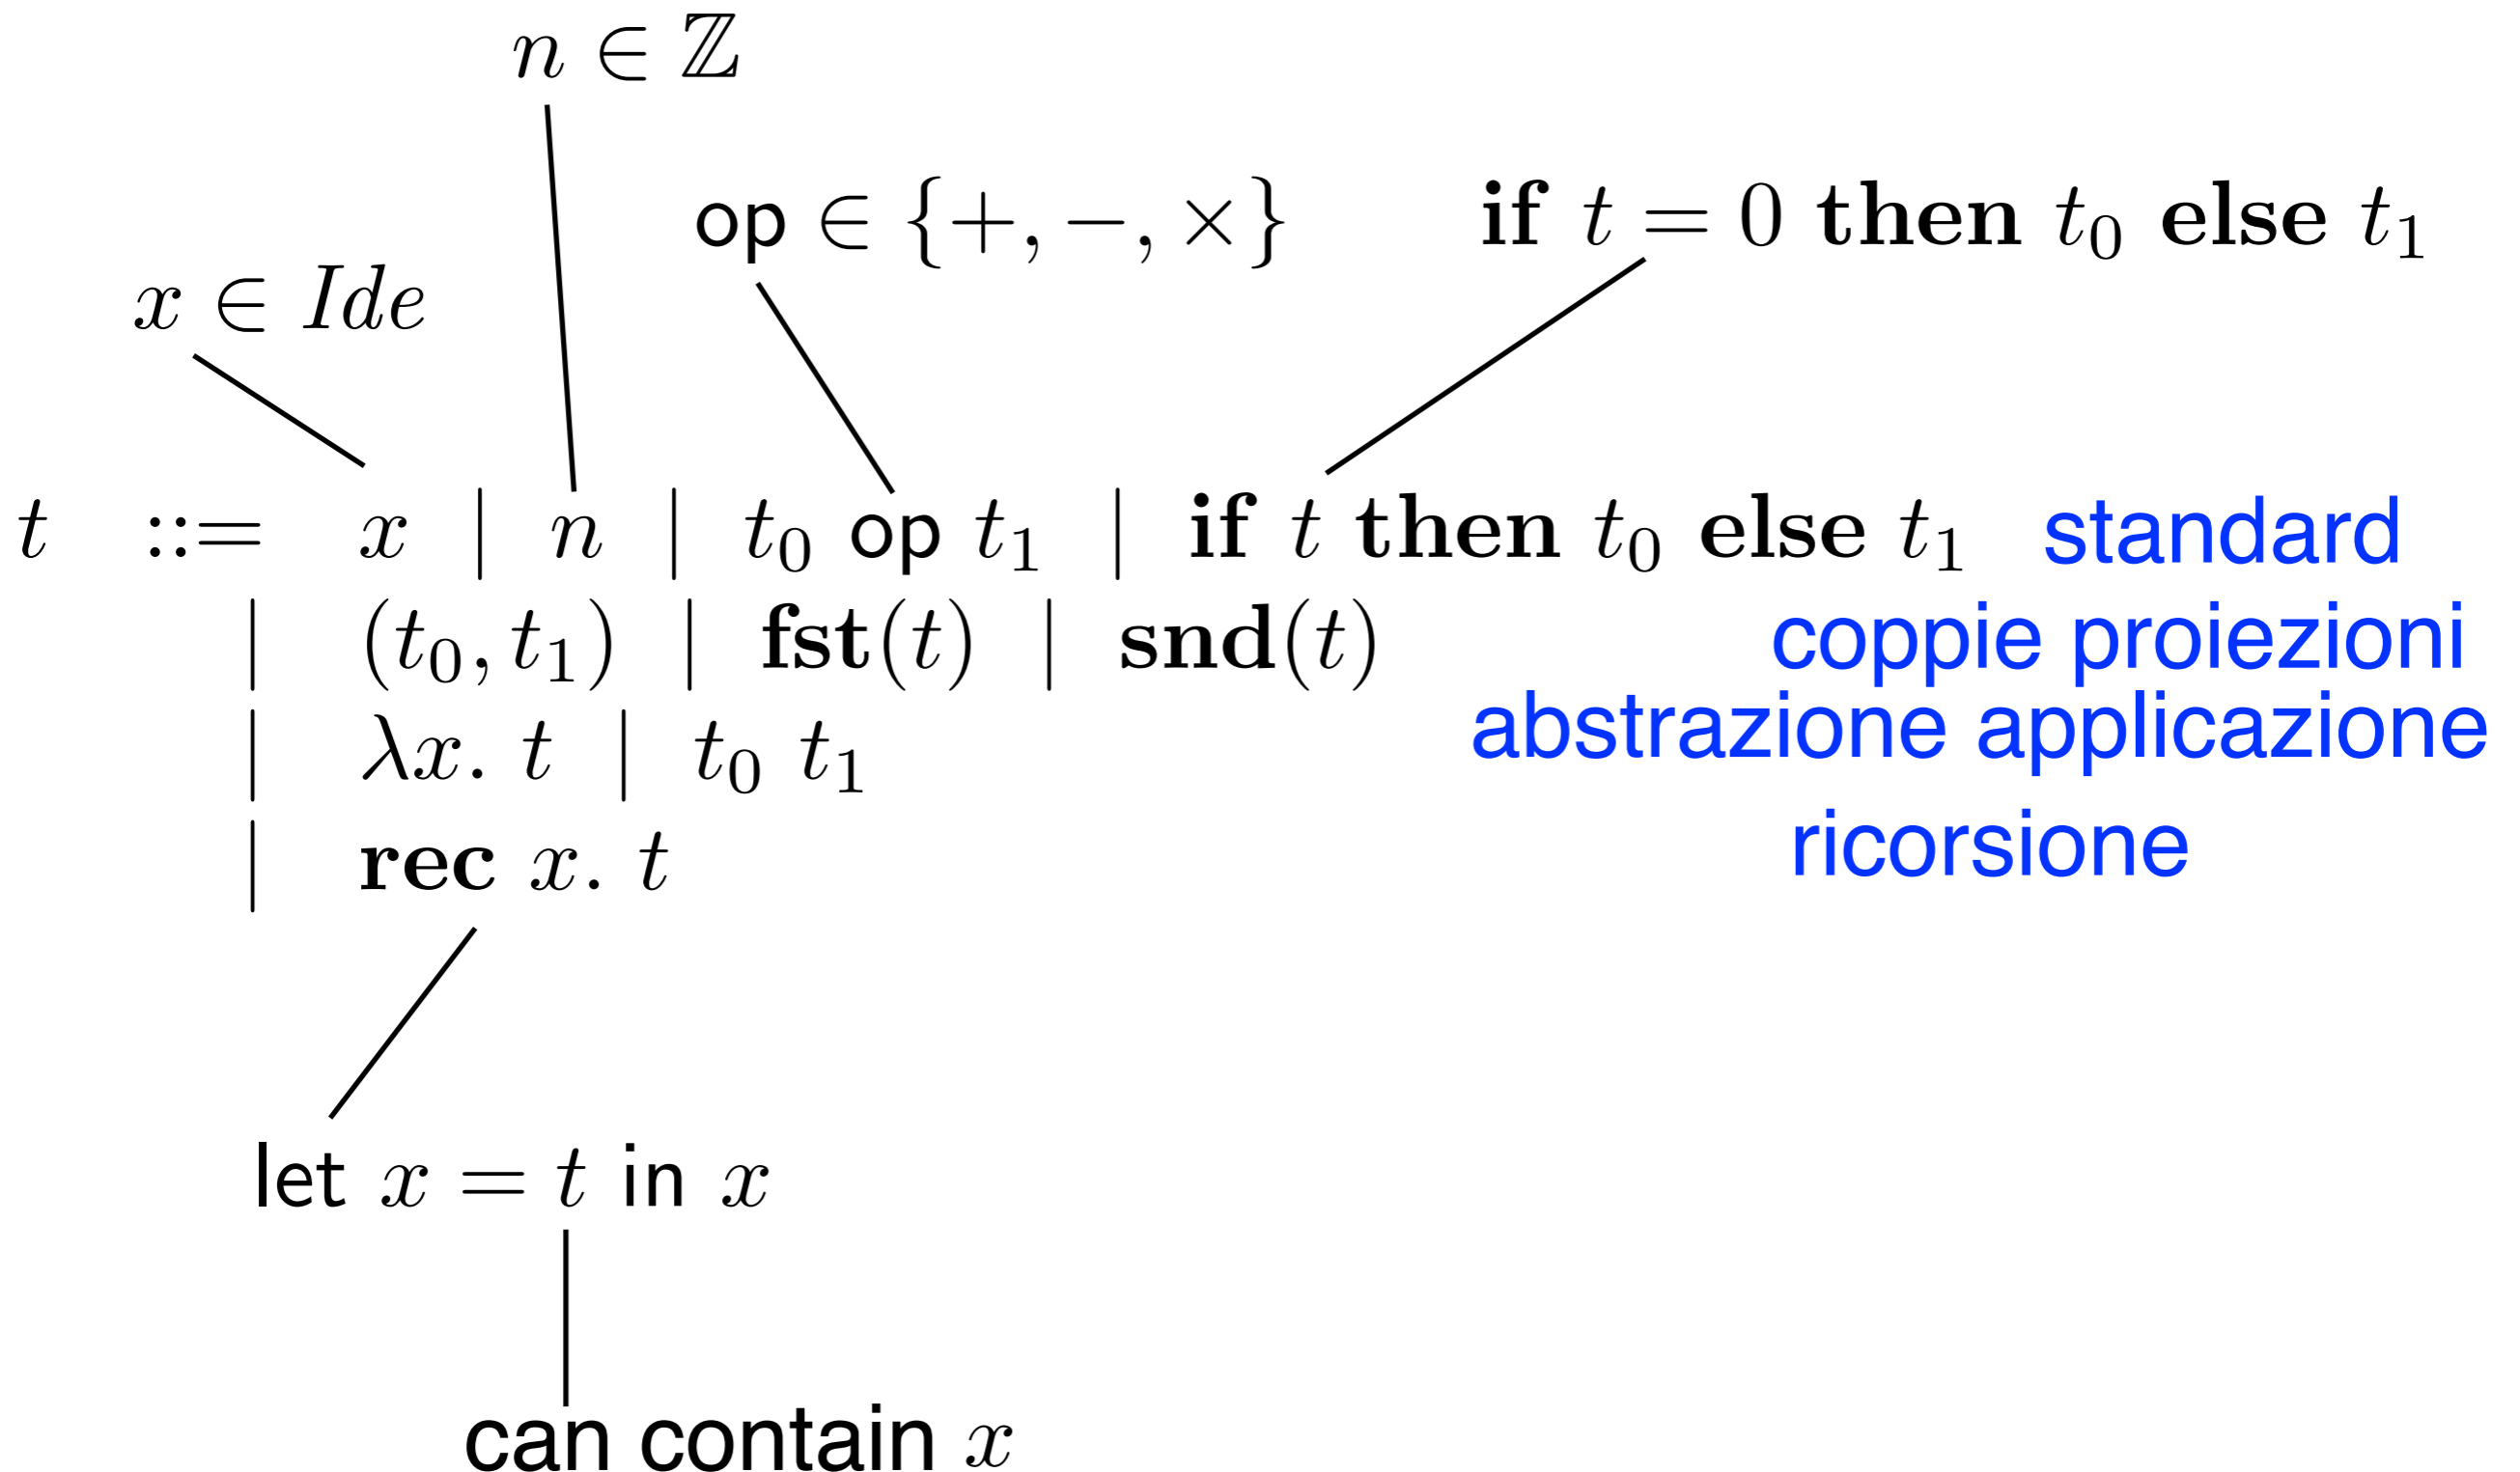 n ∈ ℤ
op ∈ {+, −, ×}
if t = 0 then t₀ else t₁
x ∈ Ide
t ::= x | n | t₀ op t₁ | if t then t₀ else t₁ standard
| (t₀, t₁) | fst(t) | snd(t) coppie proiezioni
| λx. t | t₀ t₁ abstrazione applicazione
| rec x. t ricorsione
let x = t in x
can contain x